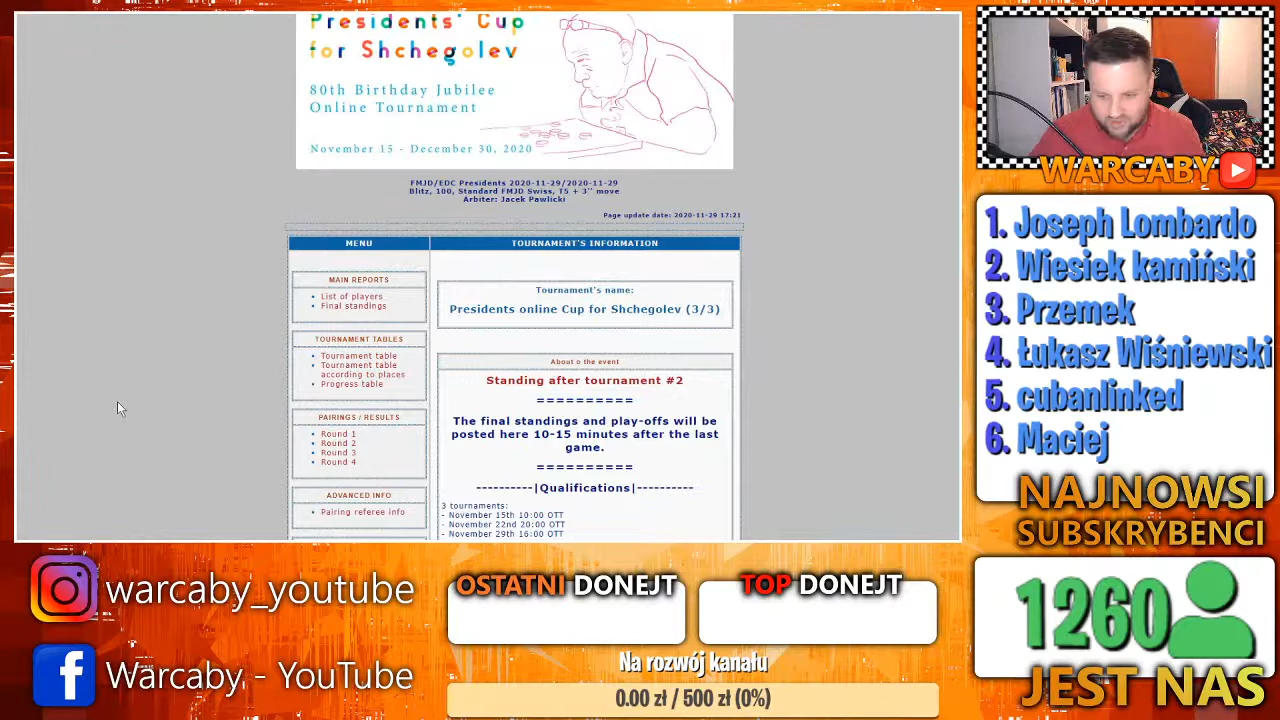 Presidents' Cup
for Shchegolev
80th Birthday Jubilee
Online Tournament
November 15 - December 30, 2020
FMJD/EDC Presidents 2020-11-29/2020-11-29
Blitz, 100, Standard FMJD Swiss, T5 + 3'' move
Arbiter: Jacek Pawlicki
Page update date: 2020-11-29 17:21
MENU
TOURNAMENT'S INFORMATION
MAIN REPORTS
List of players
Final standings
TOURNAMENT TABLES
Tournament table
Tournament table
according to places
Progress table
PAIRINGS / RESULTS
Round 1
Round 2
Round 3
Round 4
ADVANCED INFO
Pairing referee info
Tournament's name:
Presidents online Cup for Shchegolev (3/3)
About o the event
Standing after tournament #2
==========
The final standings and play-offs will be
posted here 10-15 minutes after the last
game.
==========
----------|Qualifications|----------
3 tournaments:
- November 15th 10:00 OTT
- November 22nd 20:00 OTT
- November 29th 16:00 OTT
WARCABY
1. Joseph Lombardo
2. Wiesiek kamiński
3. Przemek
4. Łukasz Wiśniewski
5. cubanlinked
6. Maciej
NAJNOWSI
SUBSKRYBENCI
1260
JEST NAS
warcaby_youtube
Warcaby - YouTube
OSTATNI DONEJT
TOP DONEJT
Na rozwój kanału
0.00 zł / 500 zł (0%)